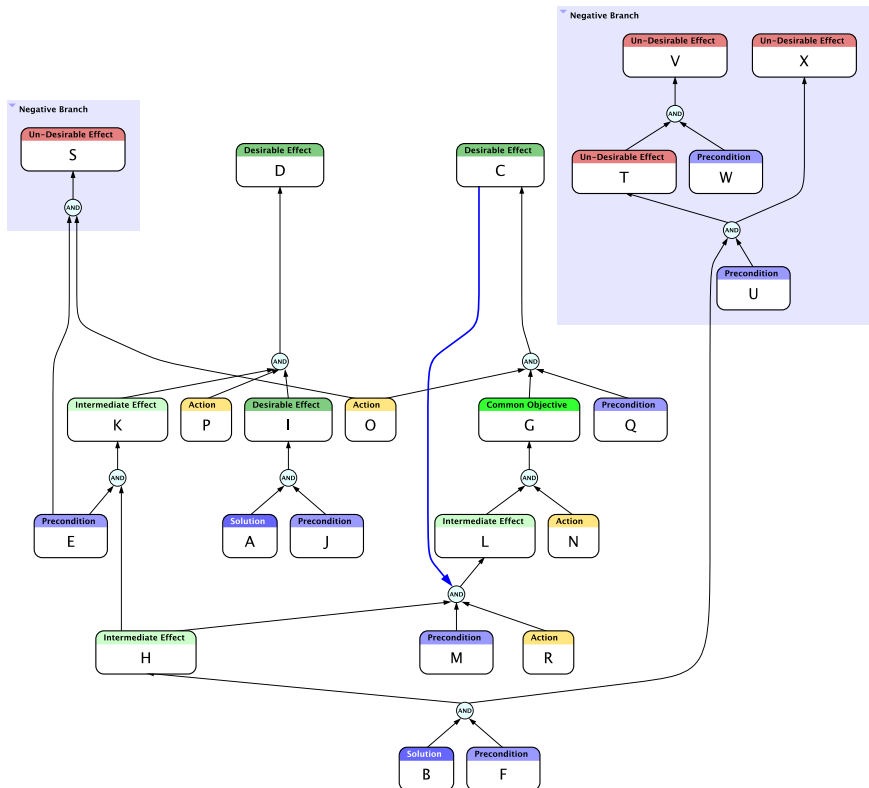 Negative Branch
Un-Desirable Effect
V
Un-Desirable Effect
X
AND
Un-Desirable Effect
T
Precondition
W
AND
Precondition
U
Negative Branch
Un-Desirable Effect
S
AND
Desirable Effect
D
Desirable Effect
C
AND
AND
Intermediate Effect
K
Action
P
Desirable Effect
I
Action
O
Common Objective
G
Precondition
Q
AND
AND
AND
Precondition
E
Solution
A
Precondition
J
Intermediate Effect
L
Action
N
AND
Intermediate Effect
H
Precondition
M
Action
R
AND
Solution
B
Precondition
F